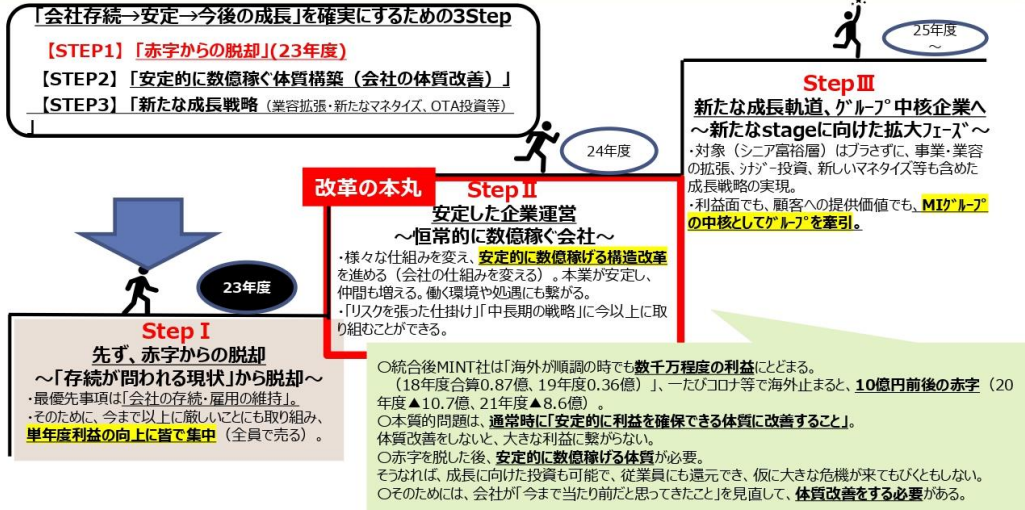 「会社存続→安定→今後の成長」を確実にするための3Step
【STEP1】「赤字からの脱却」(23年度)
【STEP2】「安定的に数億稼ぐ体質構築（会社の体質改善）」
【STEP3】「新たな成長戦略（業容拡張・新たなマネタイズ、OTA投資等）
」
25年度
～
StepⅢ
新たな成長軌道、グループ中核企業へ
～新たなstageに向けた拡大フェーズ～
・対象（シニア富裕層）はブラさずに、事業・業容
の拡張、シナジー投資、新しいマネタイズ等も含めた
成長戦略の実現。
・利益面でも、顧客への提供価値でも、MIグループ
の中核としてグループを牽引。
24年度
改革の本丸
StepⅡ
安定した企業運営
～恒常的に数億稼ぐ会社～
・様々な仕組みを変え、安定的に数億稼げる構造改革
を進める（会社の仕組みを変える）。本業が安定し、
仲間も増える。働く環境や処遇にも繋がる。
・「リスクを張った仕掛け」「中長期の戦略」に今以上に取
り組むことができる。
23年度
StepⅠ
先ず、赤字からの脱却
～「存続が問われる現状」から脱却～
・最優先事項は「会社の存続・雇用の維持」。
・そのために、今まで以上に厳しいことにも取り組み、
単年度利益の向上に皆で集中（全員で売る）。
〇統合後MINT社は「海外が順調の時でも数千万程度の利益にとどまる。
（18年度合算0.87億、19年度0.36億）」、一たびコロナ等で海外止まると、10億円前後の赤字（20
年度▲10.7億、21年度▲8.6億）。
〇本質的問題は、通常時に「安定的に利益を確保できる体質に改善すること」。
体質改善をしないと、大きな利益に繋がらない。
〇赤字を脱した後、安定的に数億稼げる体質が必要。
そうなれば、成長に向けた投資も可能で、従業員にも還元でき、仮に大きな危機が来てもびくともしない。
〇そのためには、会社が「今まで当たり前だと思ってきたこと」を見直して、体質改善をする必要がある。